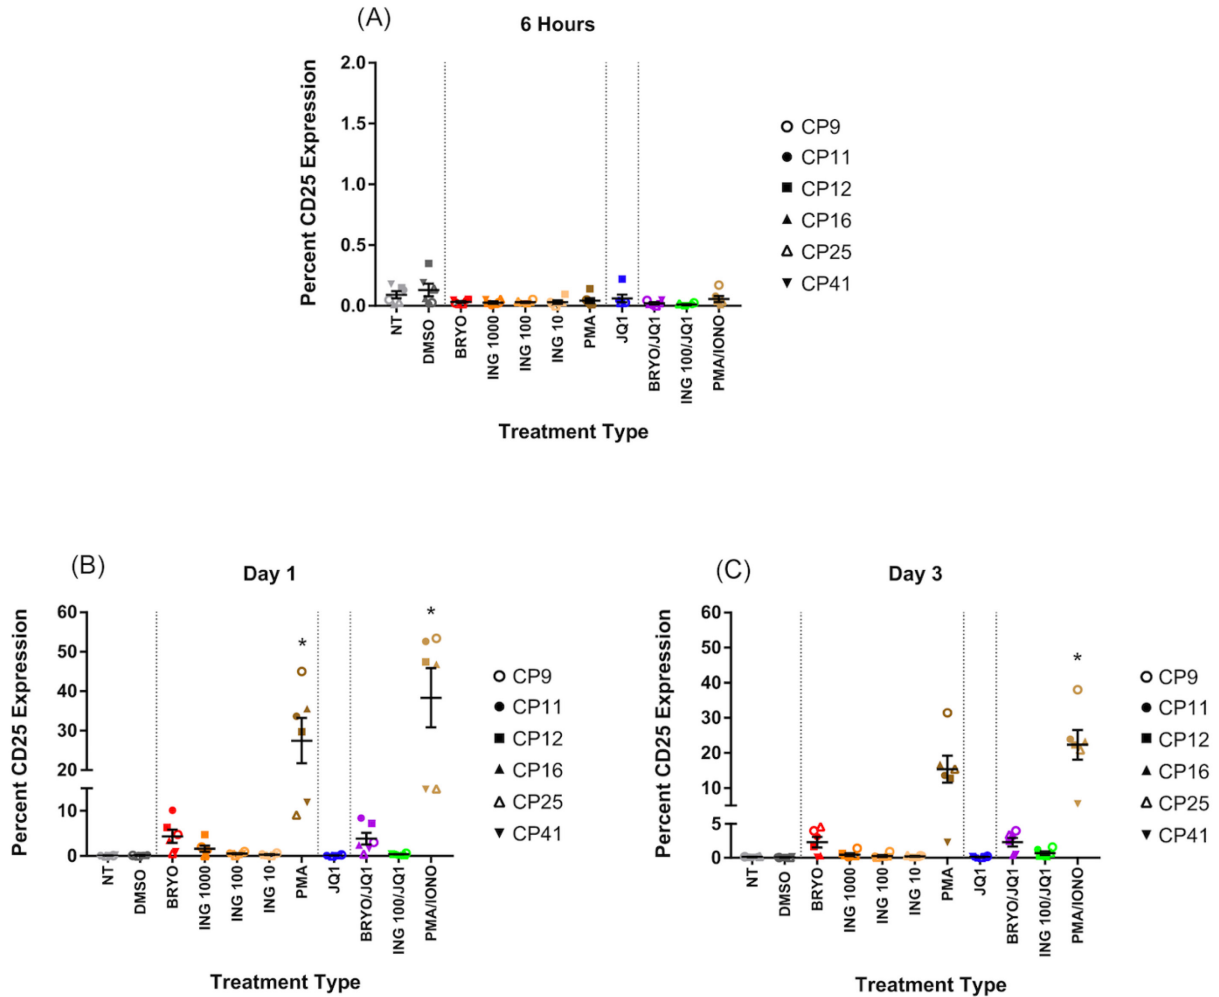 (A)
6 Hours
Percent CD25 Expression
2.0
1.5
1.0
0.5
0.0
NT
DMSO
BRYO
ING 1000
ING 100
ING 10
PMA
JQ1
BRYO/JQ1
ING 100/JQ1
PMA/IONO
Treatment Type
CP9
CP11
CP12
CP16
CP25
CP41
(B)
Day 1
Percent CD25 Expression
60
50
40
30
20
10
0
*
*
NT
DMSO
BRYO
ING 1000
ING 100
ING 10
PMA
JQ1
BRYO/JQ1
ING 100/JQ1
PMA/IONO
Treatment Type
CP9
CP11
CP12
CP16
CP25
CP41
(C)
Day 3
Percent CD25 Expression
60
50
40
30
20
10
5
0
*
NT
DMSO
BRYO
ING 1000
ING 100
ING 10
PMA
JQ1
BRYO/JQ1
ING 100/JQ1
PMA/IONO
Treatment Type
CP9
CP11
CP12
CP16
CP25
CP41